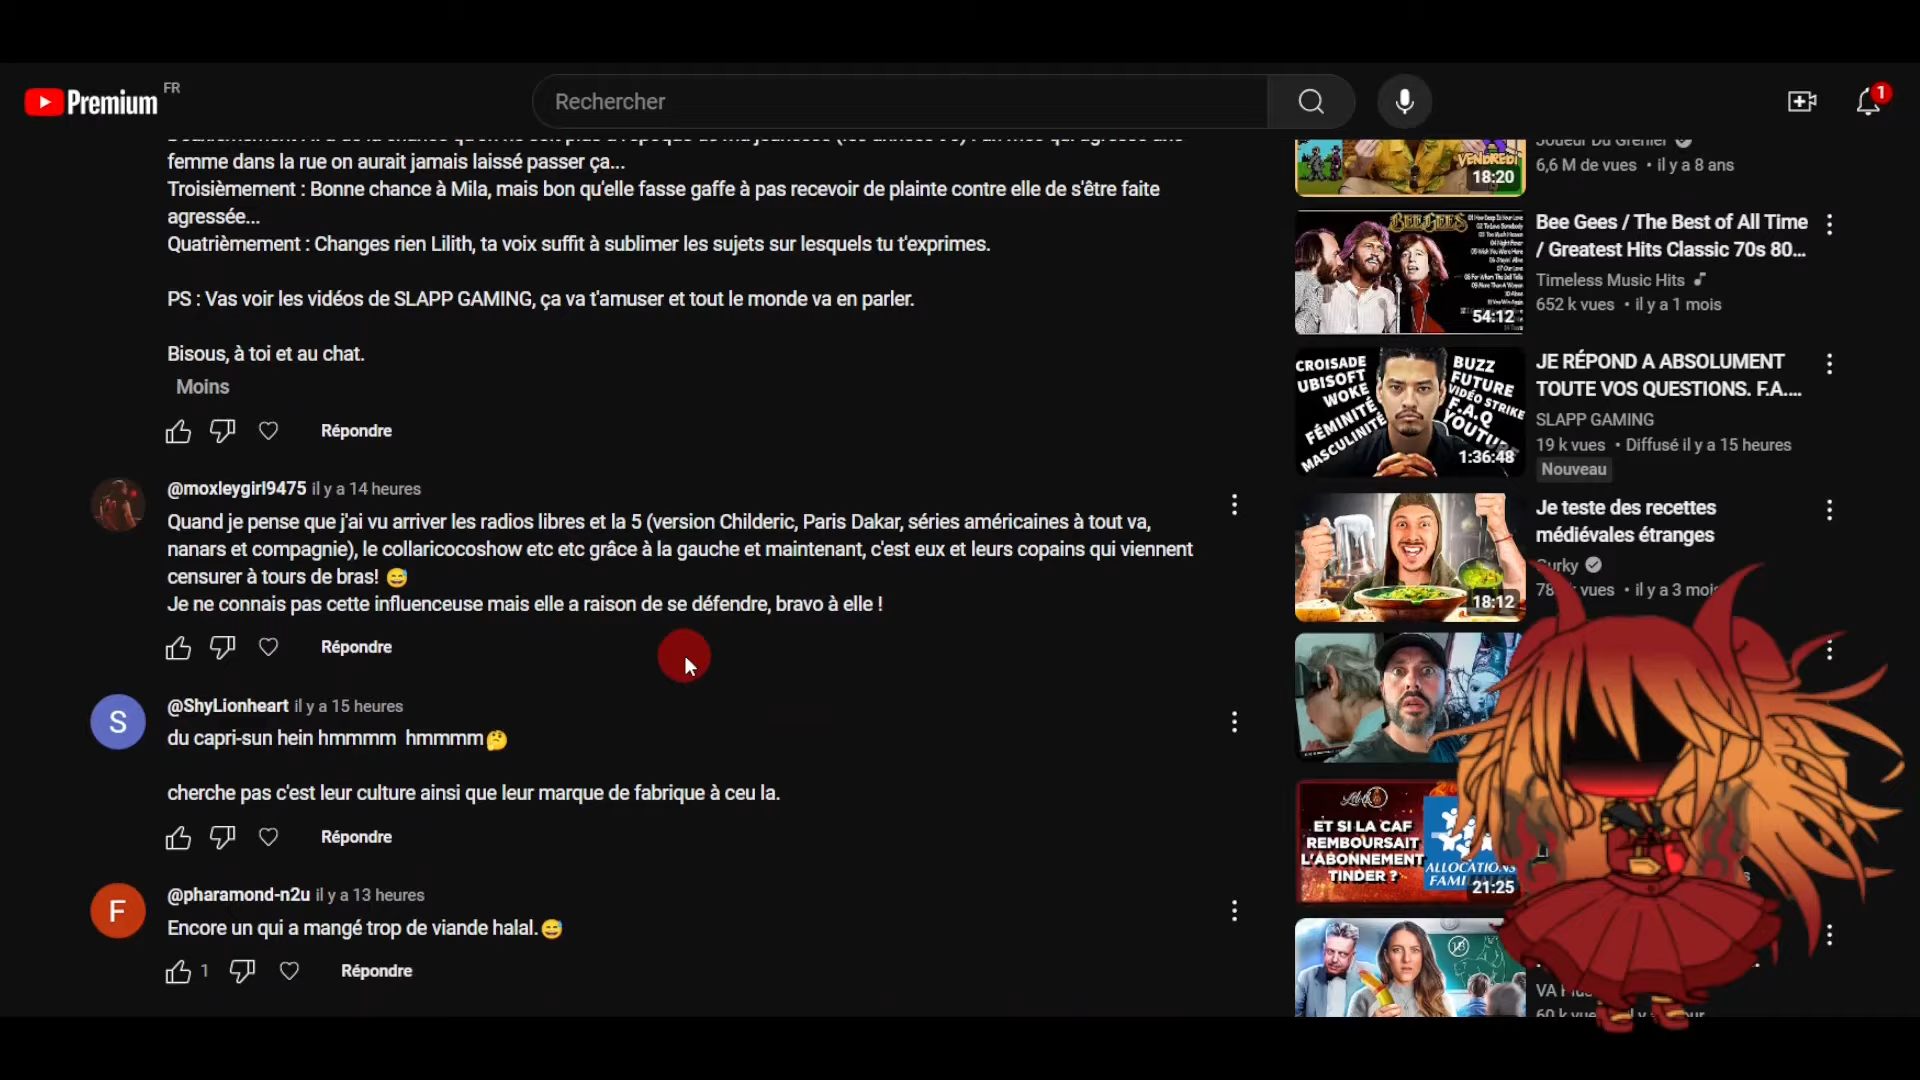 Premium FR
Rechercher
1
femme dans la rue on aurait jamais laissé passer ça...
Troisièmement : Bonne chance à Mila, mais bon qu'elle fasse gaffe à pas recevoir de plainte contre elle de s'être faite
agressée...
Quatrièmement : Changes rien Lilith, ta voix suffit à sublimer les sujets sur lesquels tu t'exprimes.
PS : Vas voir les vidéos de SLAPP GAMING, ça va t'amuser et tout le monde va en parler.
Bisous, à toi et au chat.
Moins
Répondre
@moxleygirl9475 il y a 14 heures
Quand je pense que j'ai vu arriver les radios libres et la 5 (version Childeric, Paris Dakar, séries américaines à tout va,
nanars et compagnie), le collaricocoshow etc etc grâce à la gauche et maintenant, c'est eux et leurs copains qui viennent
censurer à tours de bras! 😅
Je ne connais pas cette influenceuse mais elle a raison de se défendre, bravo à elle !
Répondre
S
@ShyLionheart il y a 15 heures
du capri-sun hein hmmmm hmmmm🤔
cherche pas c'est leur culture ainsi que leur marque de fabrique à ceu la.
Répondre
F
@pharamond-n2u il y a 13 heures
Encore un qui a mangé trop de viande halal.😅
1
Répondre
VENDREDI
18:20
Joueur Du Grenier
6,6 M de vues • il y a 8 ans
BEE GEES
54:12
Bee Gees / The Best of All Time
/ Greatest Hits Classic 70s 80...
Timeless Music Hits
652 k vues • il y a 1 mois
CROISADE
UBISOFT
WOKE
FÉMINITÉ
MASCULINITÉ
BUZZ
FUTURE
VIDÉO STRIKE
F.A.Q
1:36:48
JE RÉPOND A ABSOLUMENT
TOUTE VOS QUESTIONS. F.A....
SLAPP GAMING
19 k vues • Diffusé il y a 15 heures
Nouveau
18:12
Je teste des recettes
médiévales étranges
vues • il y a 3
ET SI LA CAF
REMBOURSAIT
L'ABONNEMENT
TINDER ?
ALLOCATIONS
21:25
VA